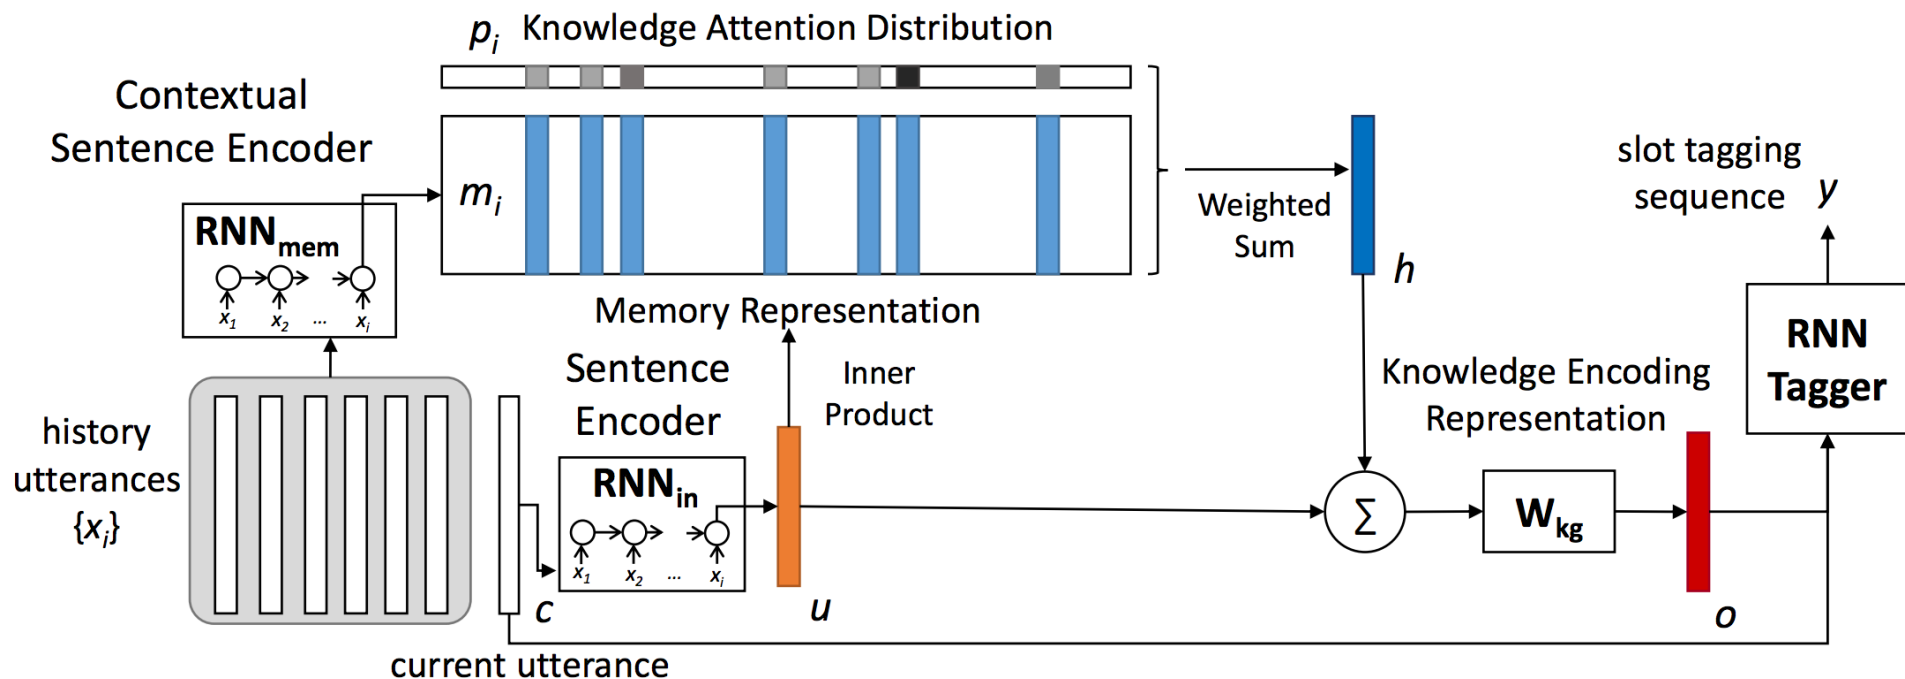 p_i Knowledge Attention Distribution
Contextual
Sentence Encoder
RNN_mem
x_1 x_2 ... x_i
m_i
Memory Representation
Weighted
Sum
h
slot tagging
sequence y
RNN
Tagger
history
utterances
{x_i}
c
current utterance
Sentence
Encoder
RNN_in
x_1 x_2 ... x_i
Inner
Product
u
Σ
Knowledge Encoding
Representation
W_kg
o